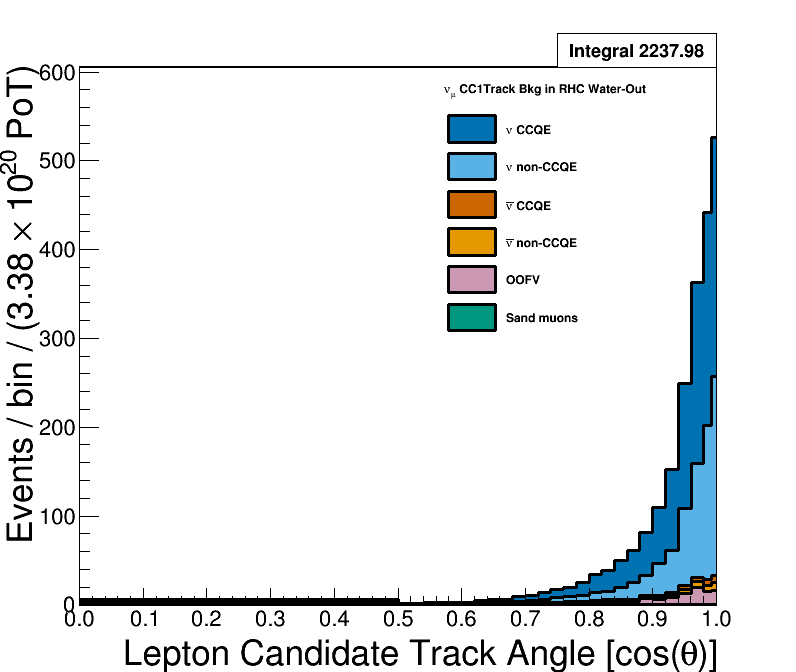 Integral 2237.98
νμ CC1Track Bkg in RHC Water-Out
ν CCQE
ν non-CCQE
ν̅ CCQE
ν̅ non-CCQE
OOFV
Sand muons
Events / bin / (3.38 × 10²⁰ PoT)
600
500
400
300
200
100
0
0.0 0.1 0.2 0.3 0.4 0.5 0.6 0.7 0.8 0.9 1.0
Lepton Candidate Track Angle [cos(θ)]